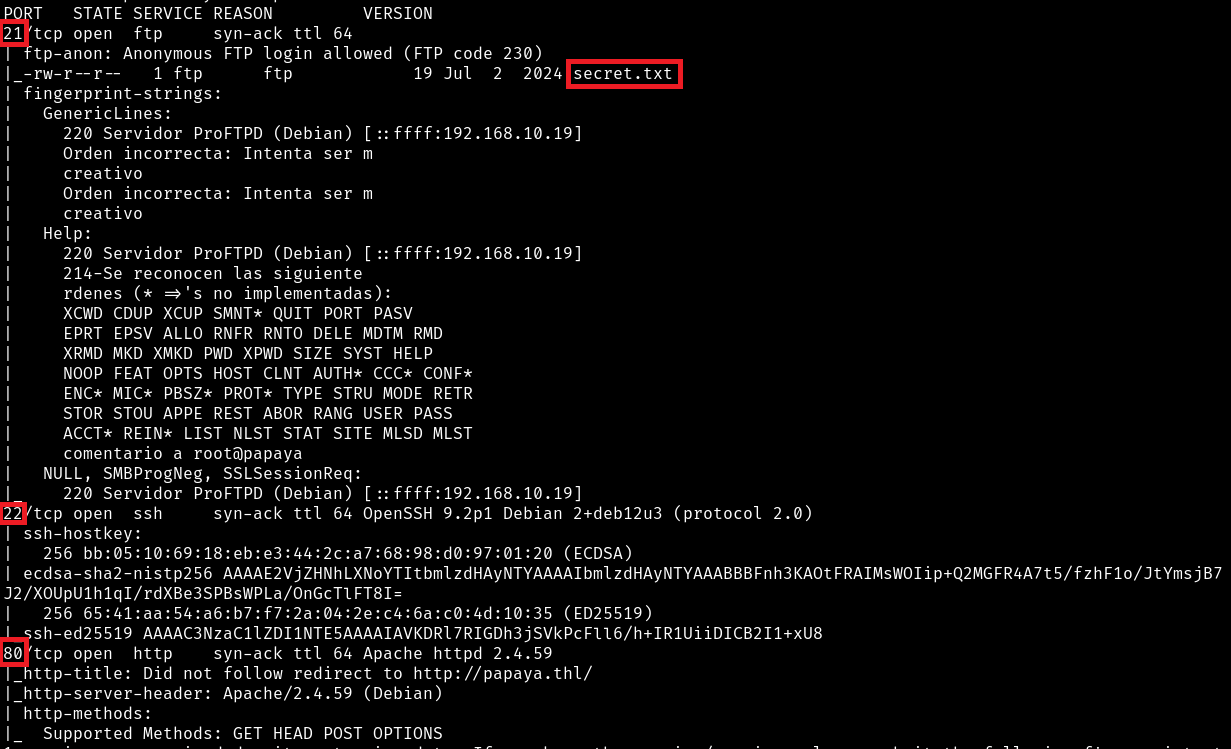 PORT   STATE SERVICE REASON         VERSION
21/tcp open  ftp     syn-ack ttl 64
| ftp-anon: Anonymous FTP login allowed (FTP code 230)
|_-rw-r--r--   1 ftp      ftp            19 Jul  2  2024 secret.txt
| fingerprint-strings:
|   GenericLines:
|     220 Servidor ProFTPD (Debian) [::ffff:192.168.10.19]
|     Orden incorrecta: Intenta ser m
|     creativo
|     Orden incorrecta: Intenta ser m
|     creativo
|   Help:
|     220 Servidor ProFTPD (Debian) [::ffff:192.168.10.19]
|     214-Se reconocen las siguiente
|     rdenes (* =>'s no implementadas):
|     XCWD CDUP XCUP SMNT* QUIT PORT PASV
|     EPRT EPSV ALLO RNFR RNTO DELE MDTM RMD
|     XRMD MKD XMKD PWD XPWD SIZE SYST HELP
|     NOOP FEAT OPTS HOST CLNT AUTH* CCC* CONF*
|     ENC* MIC* PBSZ* PROT* TYPE STRU MODE RETR
|     STOR STOU APPE REST ABOR RANG USER PASS
|     ACCT* REIN* LIST NLST STAT SITE MLSD MLST
|     comentario a root@papaya
|   NULL, SMBProgNeg, SSLSessionReq:
|_    220 Servidor ProFTPD (Debian) [::ffff:192.168.10.19]
22/tcp open  ssh     syn-ack ttl 64 OpenSSH 9.2p1 Debian 2+deb12u3 (protocol 2.0)
| ssh-hostkey:
|   256 bb:05:10:69:18:eb:e3:44:2c:a7:68:98:d0:97:01:20 (ECDSA)
| ecdsa-sha2-nistp256 AAAAE2VjZHNhLXNoYTItbmlzdHAyNTYAAAAIbmlzdHAyNTYAAABBBFnh3KAOtFRAIMsWOIip+Q2MGFR4A7t5/fzhF1o/JtYmsjB7
J2/XOUpU1h1qI/rdXBe3SPBsWPLa/OnGcTlFT8I=
|   256 65:41:aa:54:a6:b7:f7:2a:04:2e:c4:6a:c0:4d:10:35 (ED25519)
|_ssh-ed25519 AAAAC3NzaC1lZDI1NTE5AAAAIAVKDRl7RIGDh3jSVkPcFll6/h+IR1UiiDICB2I1+xU8
80/tcp open  http    syn-ack ttl 64 Apache httpd 2.4.59
|_http-title: Did not follow redirect to http://papaya.thl/
|_http-server-header: Apache/2.4.59 (Debian)
| http-methods:
|_  Supported Methods: GET HEAD POST OPTIONS